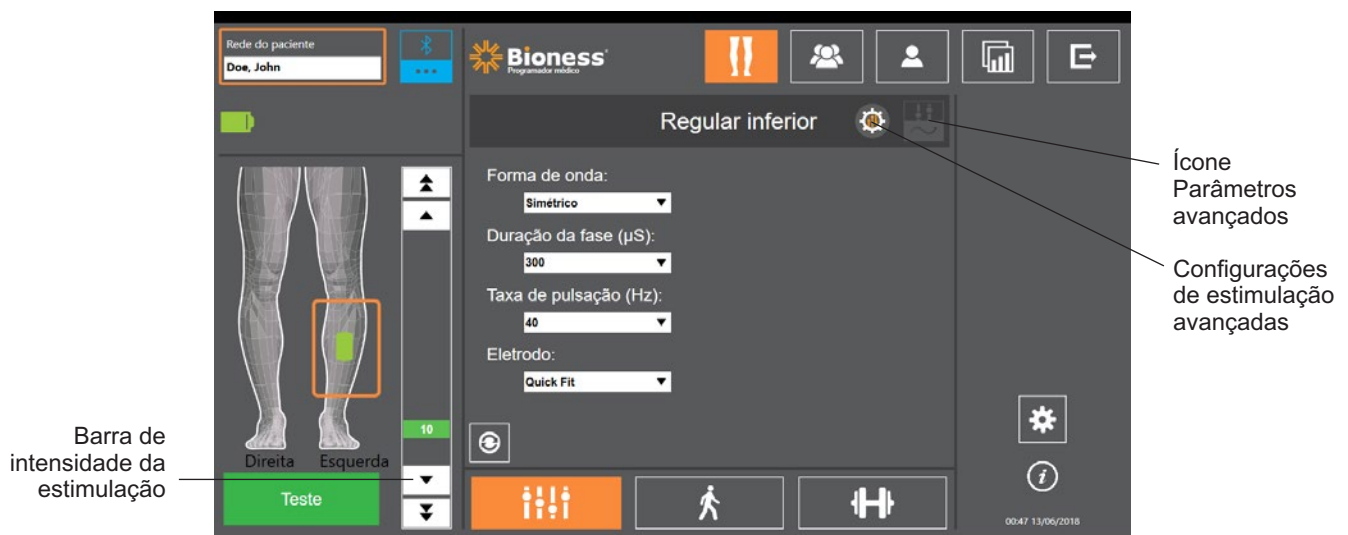 Rede do paciente
Doe, John
Bioness
Programador médico
Regular inferior
Forma de onda:
Simétrico
Duração da fase (µS):
300
Taxa de pulsação (Hz):
40
Eletrodo:
Quick Fit
10
Direita Esquerda
Teste
00:47 13/06/2018
Ícone
Parâmetros
avançados
Configurações
de estimulação
avançadas
Barra de
intensidade da
estimulação